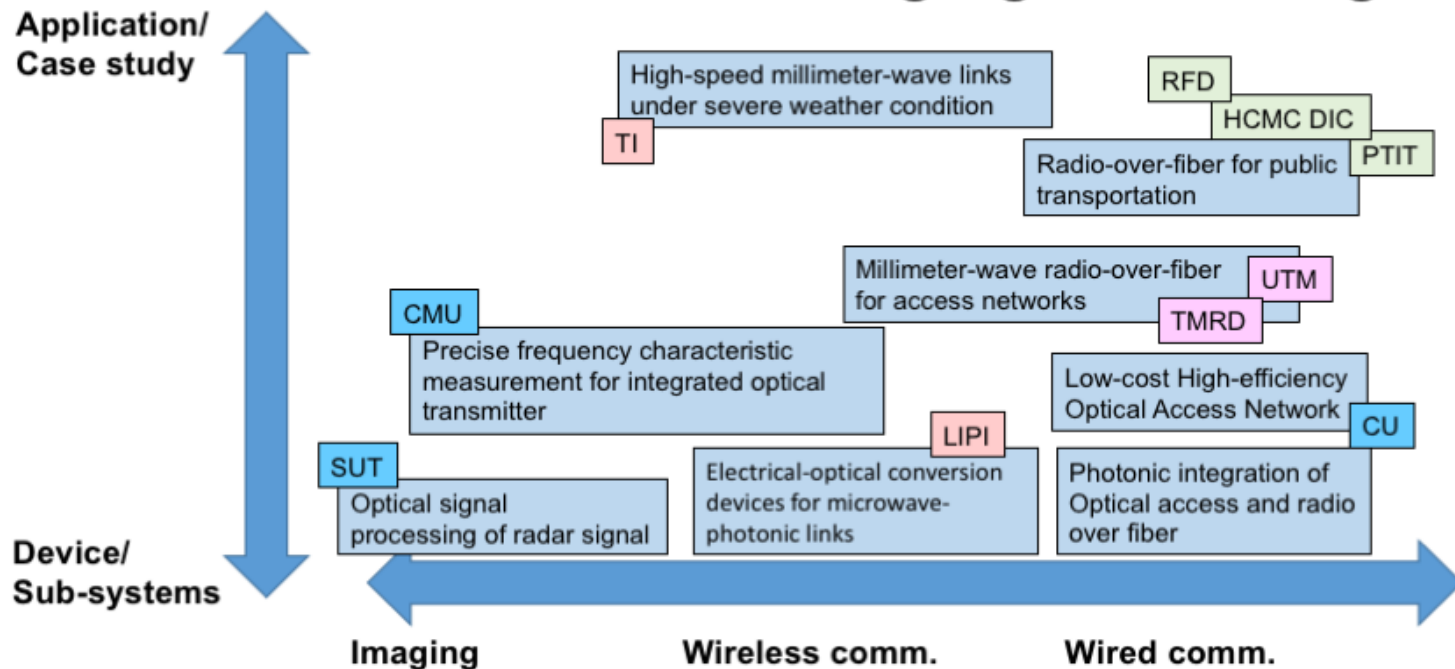 Application/
Case study
High-speed millimeter-wave links
under severe weather condition
TI
RFD
HCMC DIC
PTIT
Radio-over-fiber for public
transportation
Millimeter-wave radio-over-fiber
for access networks
UTM
TMRD
CMU
Precise frequency characteristic
measurement for integrated optical
transmitter
Low-cost High-efficiency
Optical Access Network
CU
LIPI
SUT
Optical signal
processing of radar signal
Electrical-optical conversion
devices for microwave-
photonic links
Photonic integration of
Optical access and radio
over fiber
Device/
Sub-systems
Imaging
Wireless comm.
Wired comm.